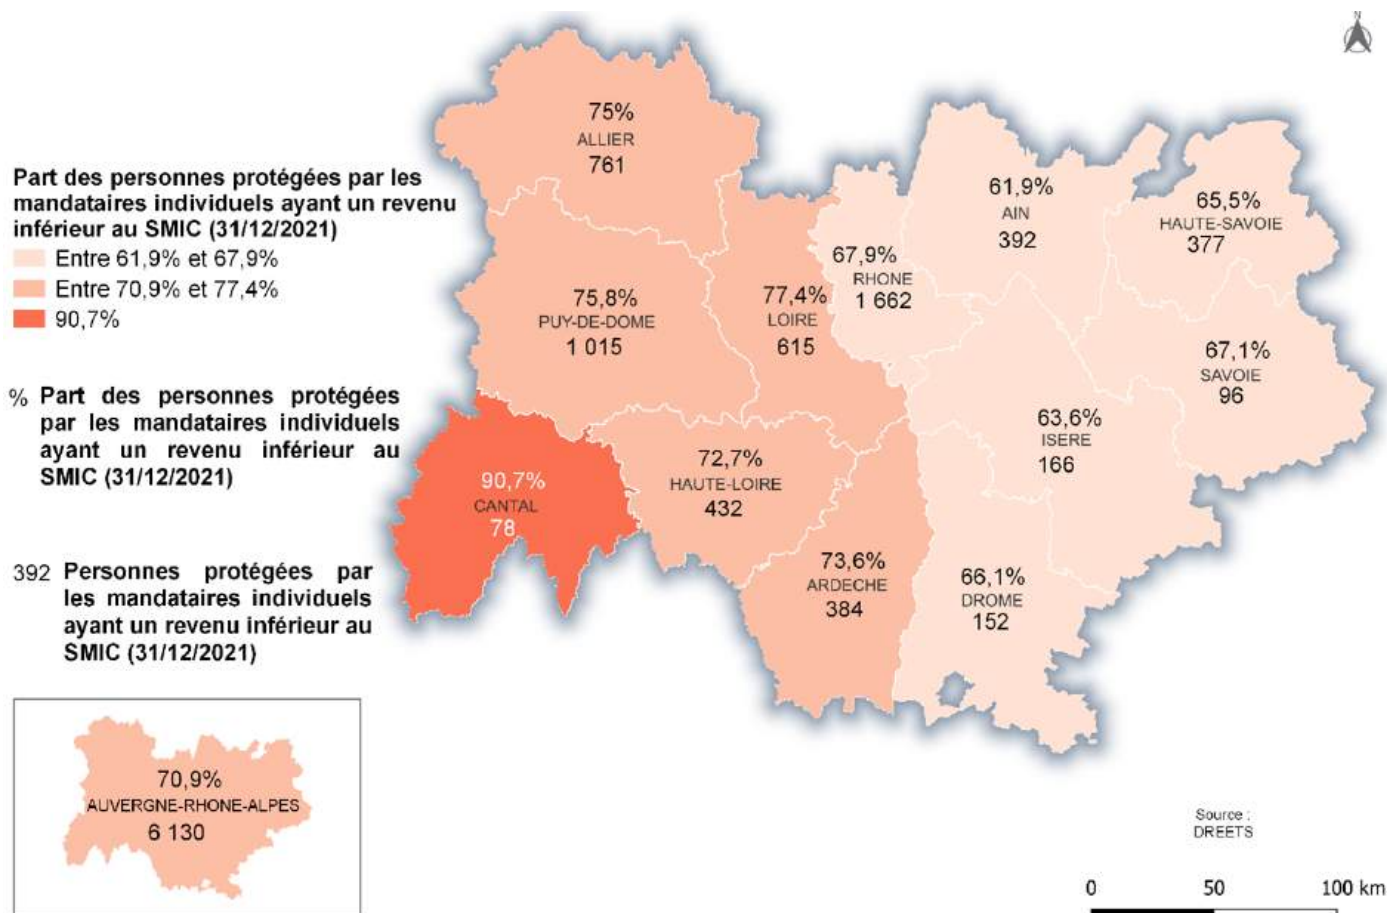 N
Part des personnes protégées par les
mandataires individuels ayant un revenu
inférieur au SMIC (31/12/2021)
Entre 61,9% et 67,9%
Entre 70,9% et 77,4%
90,7%
% Part des personnes protégées
par les mandataires individuels
ayant un revenu inférieur au
SMIC (31/12/2021)
392 Personnes protégées par
les mandataires individuels
ayant un revenu inférieur au
SMIC (31/12/2021)
75%
ALLIER
761
61,9%
AIN
392
65,5%
HAUTE-SAVOIE
377
67,9%
RHONE
1 662
75,8%
PUY-DE-DOME
1 015
77,4%
LOIRE
615
67,1%
SAVOIE
96
63,6%
ISERE
166
90,7%
CANTAL
78
72,7%
HAUTE-LOIRE
432
73,6%
ARDECHE
384
66,1%
DROME
152
70,9%
AUVERGNE-RHONE-ALPES
6 130
Source :
DREETS
0 50 100 km